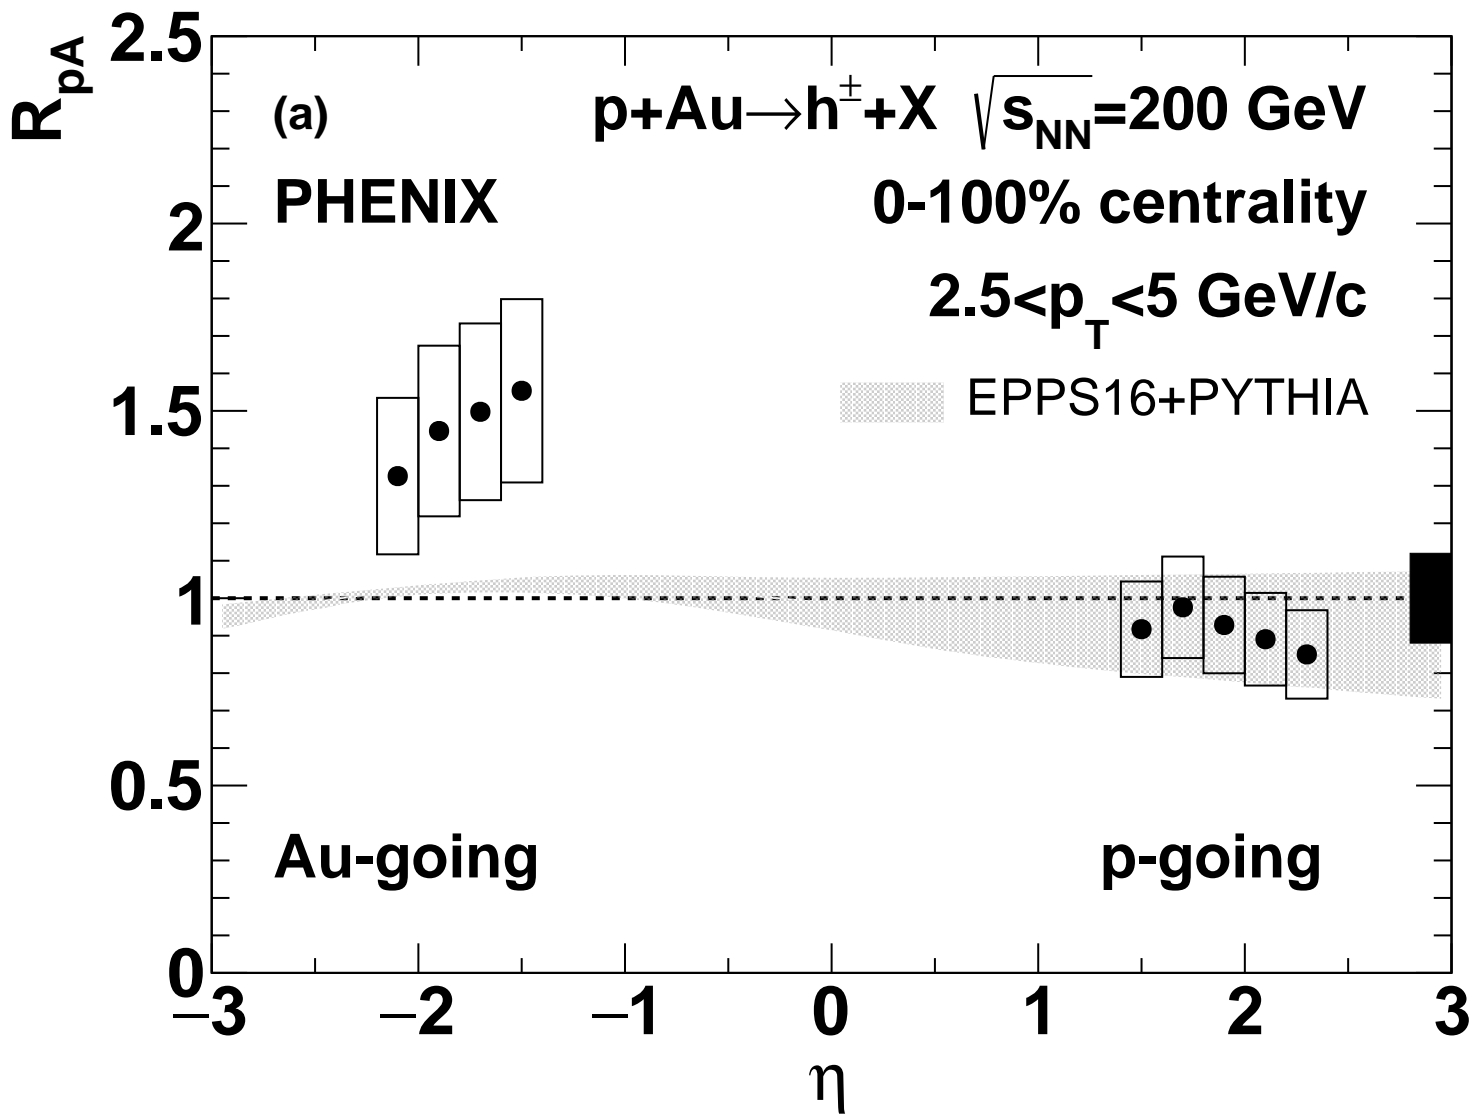 R_pA
2.5
2
1.5
1
0.5
0
(a)
p+Au→h±+X √s_NN=200 GeV
PHENIX
0-100% centrality
2.5<p_T<5 GeV/c
EPPS16+PYTHIA
Au-going
p-going
−3 −2 −1 0 1 2 3
η